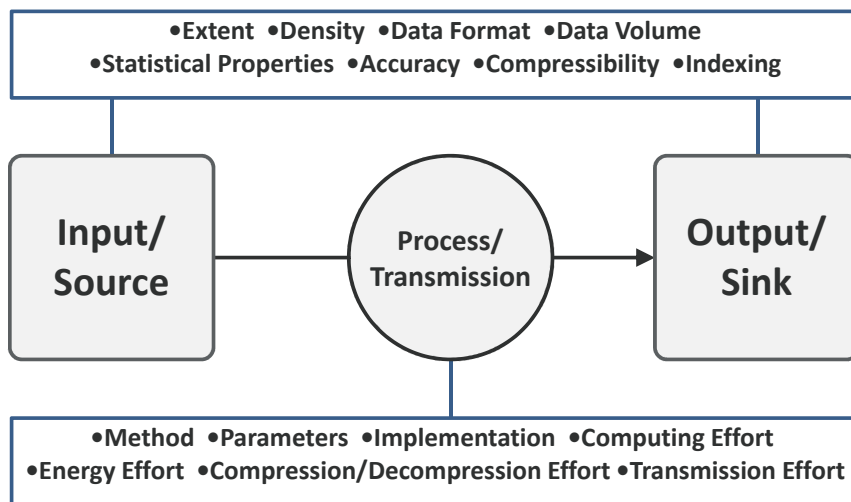 •Extent •Density •Data Format •Data Volume
•Statistical Properties •Accuracy •Compressibility •Indexing
Input/
Source
Process/
Transmission
Output/
Sink
•Method •Parameters •Implementation •Computing Effort
•Energy Effort •Compression/Decompression Effort •Transmission Effort